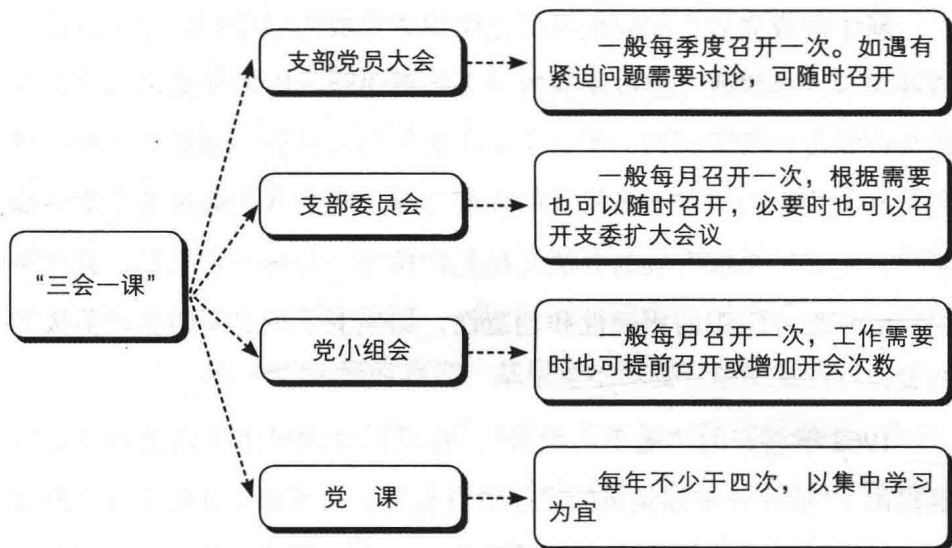 支部党员大会
一般每季度召开一次。如遇有
紧迫问题需要讨论，可随时召开
支部委员会
一般每月召开一次，根据需要
也可以随时召开，必要时也可以召
开支委扩大会议
“三会一课”
党小组会
一般每月召开一次，工作需要
时也可提前召开或增加开会次数
党 课
每年不少于四次，以集中学习
为宜